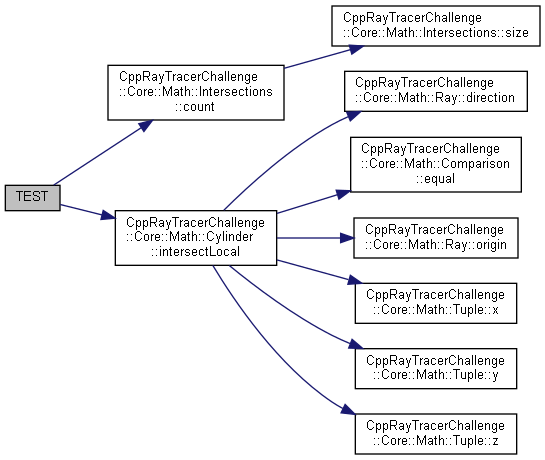 TEST
CppRayTracerChallenge
::Core::Math::Intersections
::count
CppRayTracerChallenge
::Core::Math::Intersections::size
CppRayTracerChallenge
::Core::Math::Cylinder
::intersectLocal
CppRayTracerChallenge
::Core::Math::Ray::direction
CppRayTracerChallenge
::Core::Math::Comparison
::equal
CppRayTracerChallenge
::Core::Math::Ray::origin
CppRayTracerChallenge
::Core::Math::Tuple::x
CppRayTracerChallenge
::Core::Math::Tuple::y
CppRayTracerChallenge
::Core::Math::Tuple::z